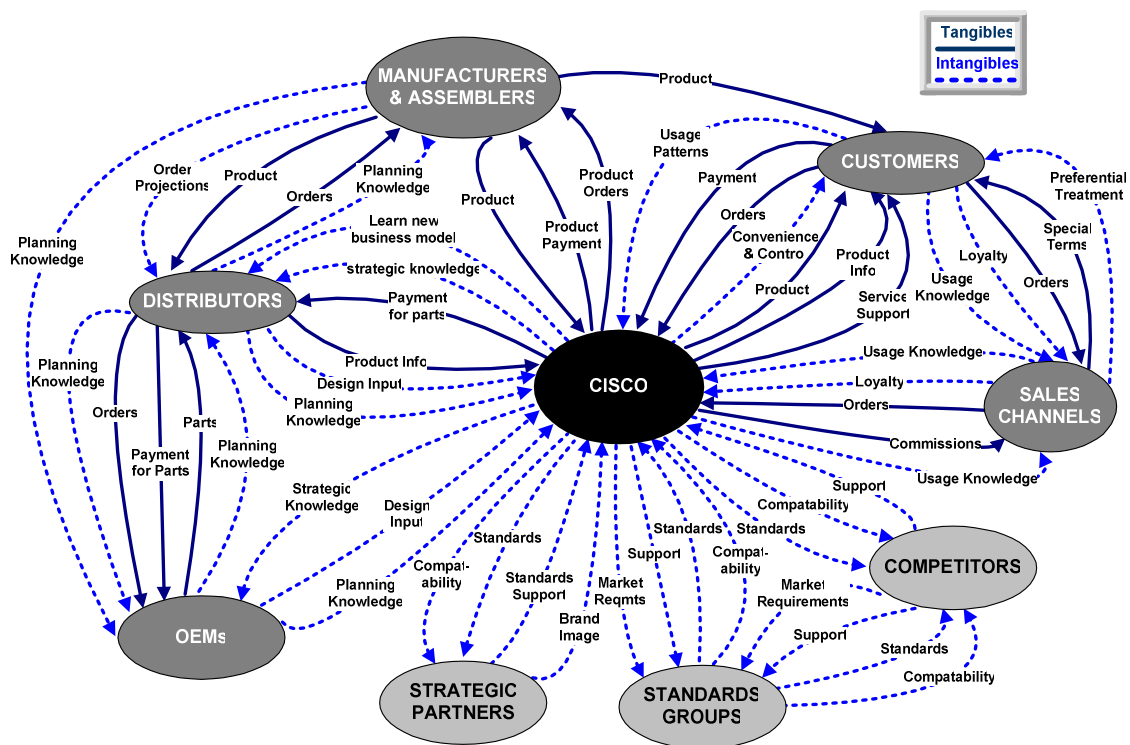 Tangibles
Intangibles
MANUFACTURERS
& ASSEMBLERS
Product
CUSTOMERS
Usage
Patterns
Payment
Orders
Convenience
& Contro
Product
Product
Info
Service
Support
Usage
Knowledge
Loyalty
Orders
Special
Terms
Preferential
Treatment
Order
Projections
Product
Orders
Planning
Knowledge
Learn new
business model
strategic knowledge
Product
Product
Payment
Product
Orders
Planning
Knowledge
DISTRIBUTORS
Payment
for parts
Product Info
Design Input
Planning
Knowledge
CISCO
Usage Knowledge
Loyalty
Orders
Commissions
Usage Knowledge
SALES
CHANNELS
Planning
Knowledge
Orders
Payment
for Parts
Parts
Planning
Knowledge
Strategic
Knowledge
Design
Input
Planning
Knowledge
OEMs
Compat-
ability
Standards
Standards
Support
Brand
Image
Market
Reqmts
Support
Standards
Compat-
ability
Standards
Compatability
Support
COMPETITORS
Market
Requirements
Support
Standards
Compatability
STRATEGIC
PARTNERS
STANDARDS
GROUPS